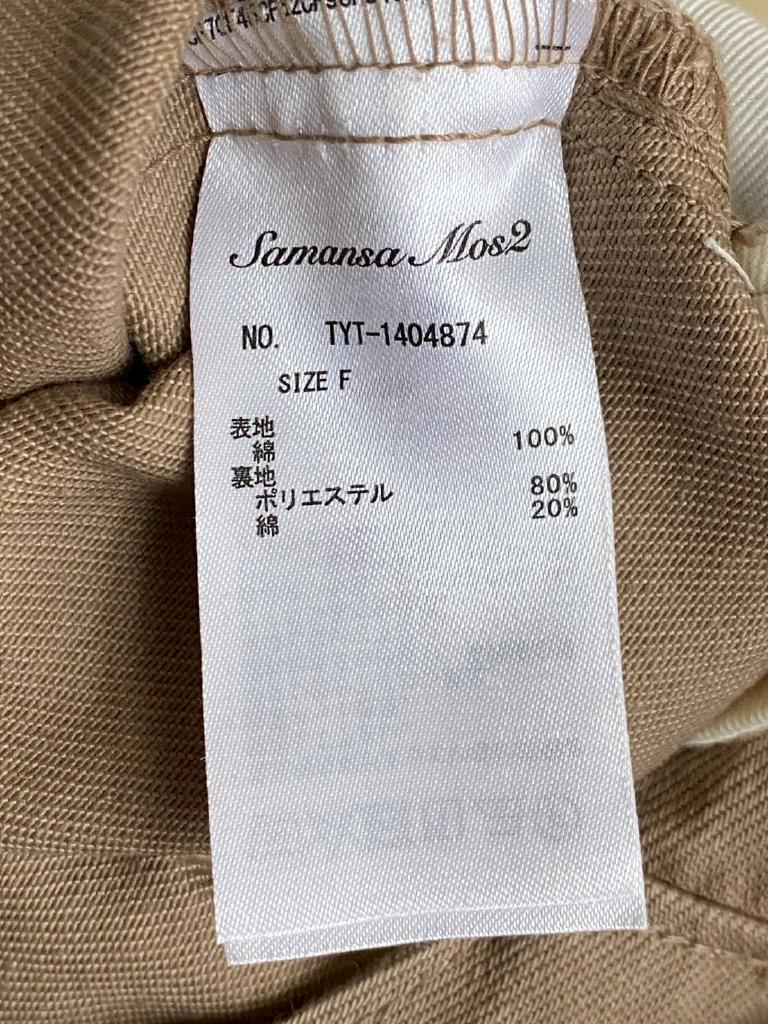 Samansa Mos2
NO. TYT-1404874
SIZE F
表地
綿 100%
裏地
ポリエステル 80%
綿 20%